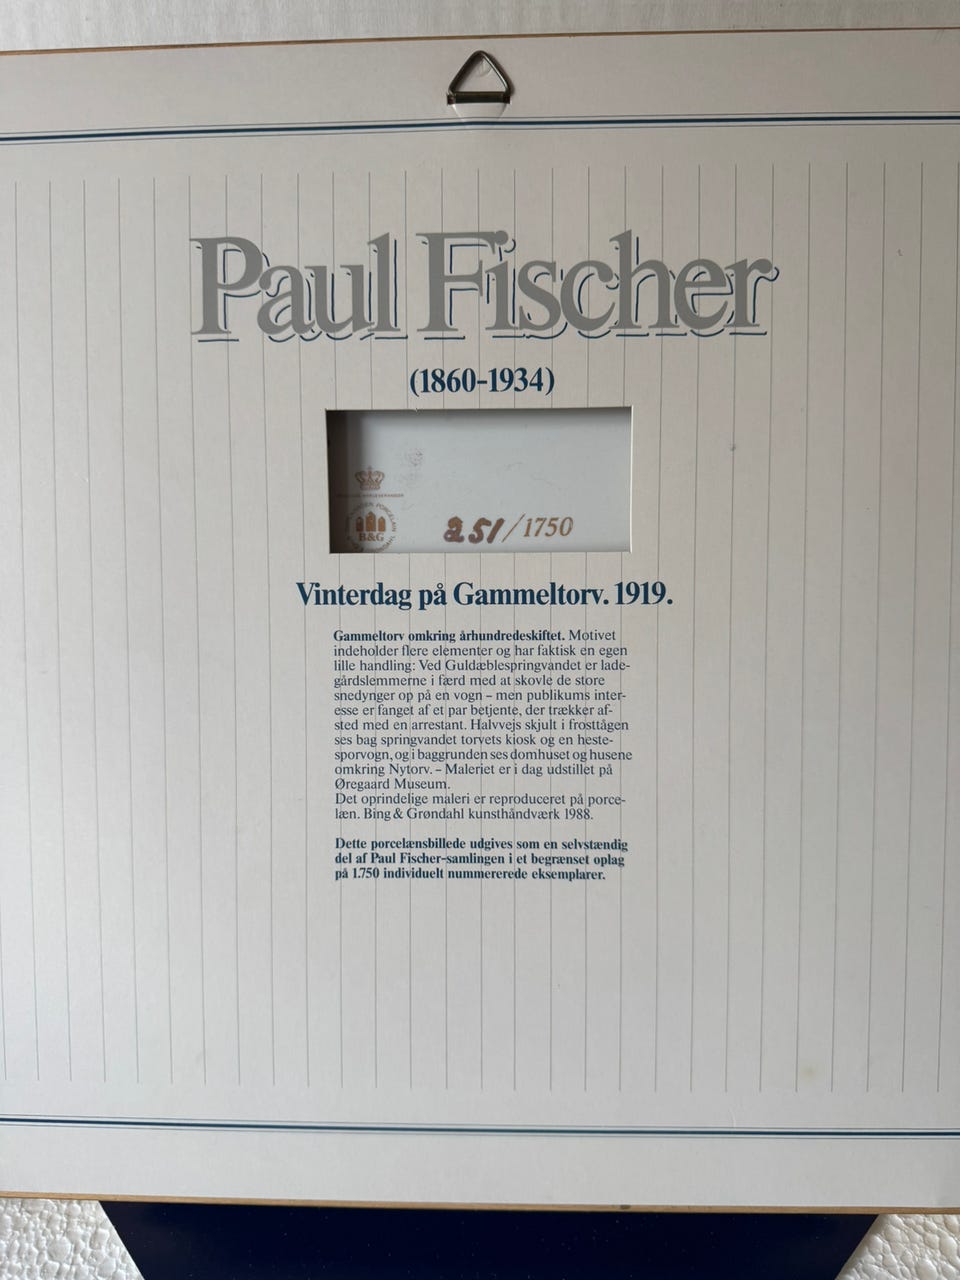 Paul Fischer
(1860-1934)
B&G
251/1750
Vinterdag på Gammeltorv. 1919.
Gammeltorv omkring århundredeskiftet. Motivet
indeholder flere elementer og har faktisk en egen
lille handling: Ved Guldæblespringvandet er lade-
gårdslemmerne i færd med at skovle de store
snedynger op på en vogn – men publikums inter-
esse er fanget af et par betjente, der trækker af-
sted med en arrestant. Halvvejs skjult i frosttågen
ses bag springvandet torvets kiosk og en heste-
sporvogn, og i baggrunden ses domhuset og husene
omkring Nytorv. – Maleriet er i dag udstillet på
Øregaard Museum.
Det oprindelige maleri er reproduceret på porce-
læn. Bing & Grøndahl kunsthåndværk 1988.
Dette porcelænsbillede udgives som en selvstændig
del af Paul Fischer-samlingen i et begrænset oplag
på 1.750 individuelt nummererede eksemplarer.